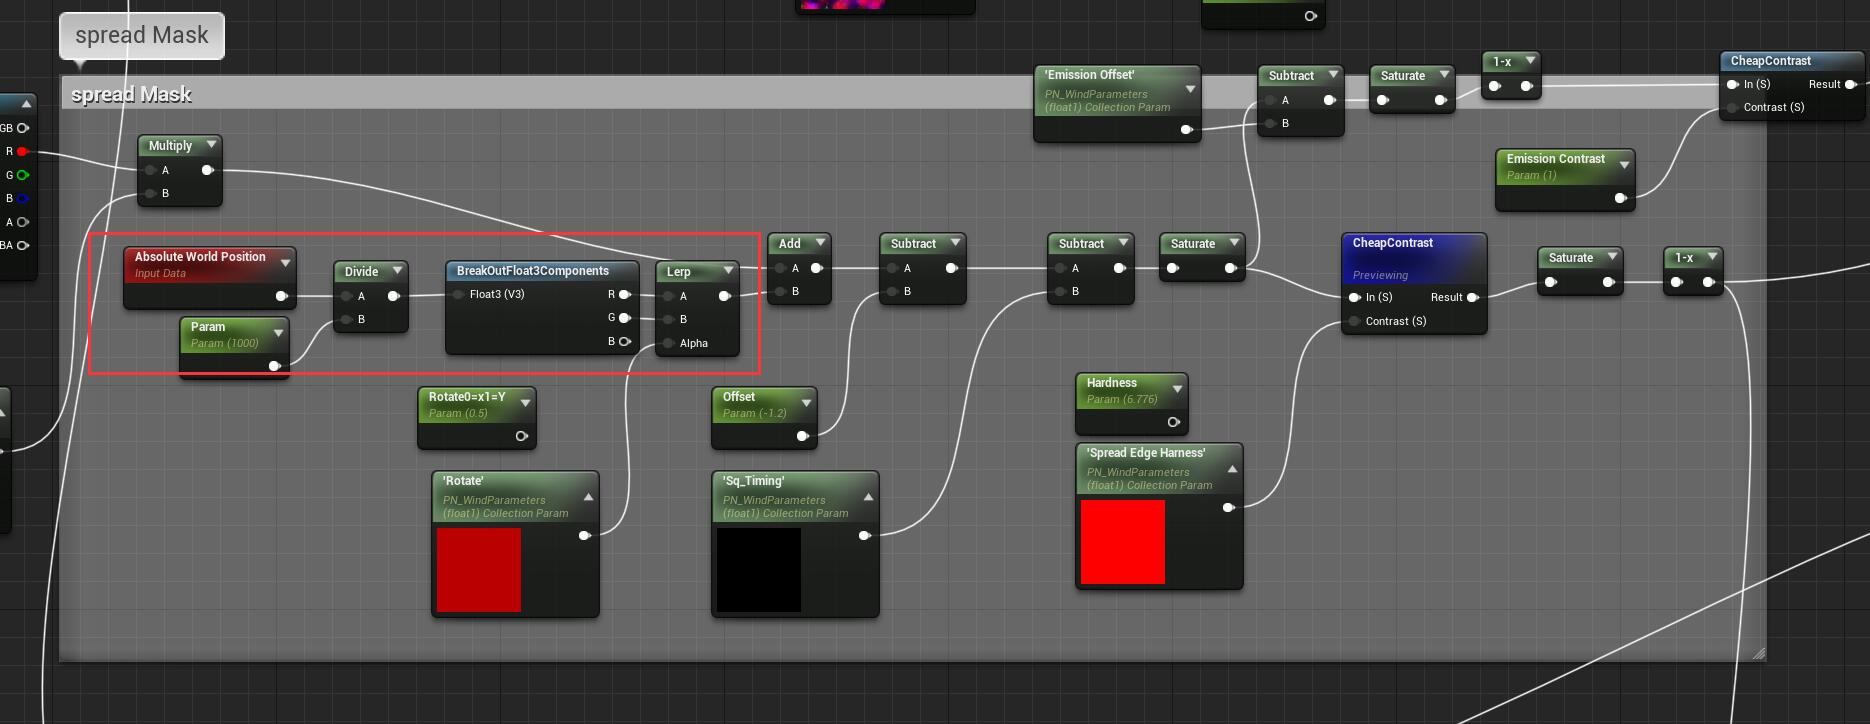 spread Mask
spread Mask
GB
R
G
B
A
BA
Multiply
A
B
'Emission Offset'
PN_WindParameters
(float1) Collection Param
Subtract
A
B
Saturate
1-x
CheapContrast
In (S)
Result
Contrast (S)
Emission Contrast
Param (1)
Absolute World Position
Input Data
Param
Param (1000)
Divide
A
B
BreakOutFloat3Components
Float3 (V3)
R
G
B
Lerp
A
B
Alpha
Add
A
B
Subtract
A
B
Subtract
A
B
Saturate
CheapContrast
Previewing
In (S)
Result
Contrast (S)
Saturate
1-x
Rotate0=x1=Y
Param (0.5)
Offset
Param (-1.2)
Hardness
Param (6.776)
'Rotate'
PN_WindParameters
(float1) Collection Param
'Sq_Timing'
PN_WindParameters
(float1) Collection Param
'Spread Edge Harness'
PN_WindParameters
(float1) Collection Param